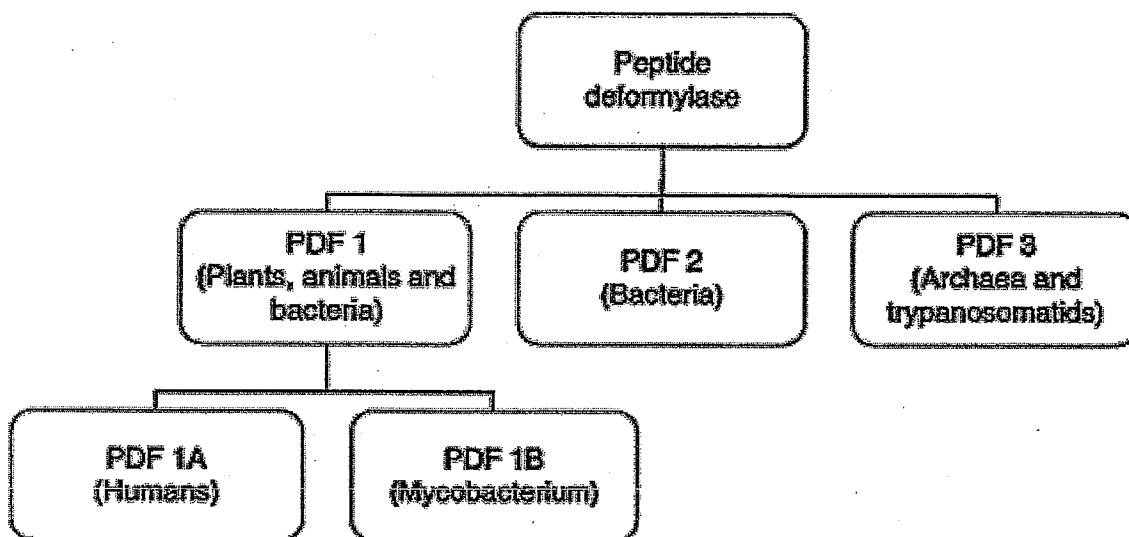 Peptide
deformylase
PDF 1
(Plants, animals and
bacteria)
PDF 2
(Bacteria)
PDF 3
(Archaea and
trypanosomatids)
PDF 1A
(Humans)
PDF 1B
(Mycobacterium)